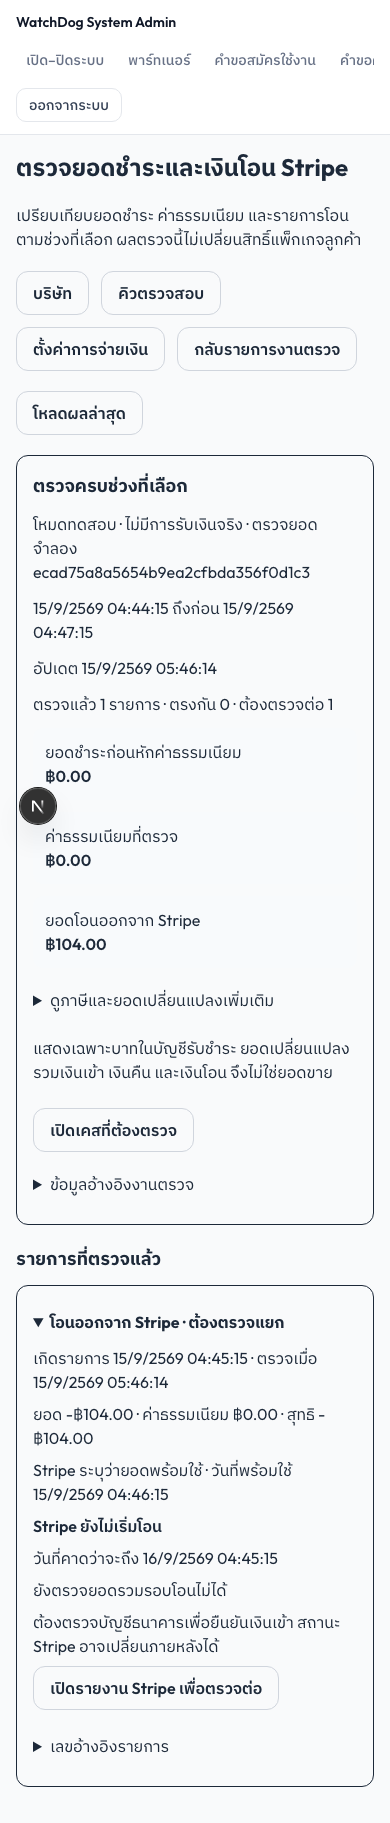 WatchDog System Admin
เปิด-ปิดระบบ พาร์ทเนอร์ คำขอสมัครใช้งาน
ออกจากระบบ
ตรวจยอดชำระและเงินโอน Stripe
เปรียบเทียบยอดชำระ ค่าธรรมเนียม และรายการโอน
ตามช่วงที่เลือก ผลตรวจนี้ไม่เปลี่ยนสิทธิ์แพ็กเกจลูกค้า
บริษัท คิวตรวจสอบ
ตั้งค่าการจ่ายเงิน กลับรายการงานตรวจ
โหลดผลล่าสุด
ตรวจครบช่วงที่เลือก
โหมดทดสอบ · ไม่มีการรับเงินจริง · ตรวจยอด
จำลอง
ecad75a8a5654b9ea2cfbda356f0d1c3
15/9/2569 04:44:15 ถึงก่อน 15/9/2569
04:47:15
อัปเดต 15/9/2569 05:46:14
ตรวจแล้ว 1 รายการ · ตรงกัน 0 · ต้องตรวจต่อ 1
ยอดชำระก่อนหักค่าธรรมเนียม
฿0.00
N
ค่าธรรมเนียมที่ตรวจ
฿0.00
ยอดโอนออกจาก Stripe
฿104.00
ดูภาษีและยอดเปลี่ยนแปลงเพิ่มเติม
แสดงเฉพาะบาทในบัญชีรับชำระ ยอดเปลี่ยนแปลง
รวมเงินเข้า เงินคืน และเงินโอน จึงไม่ใช่ยอดขาย
เปิดเคสที่ต้องตรวจ
ข้อมูลอ้างอิงงานตรวจ
รายการที่ตรวจแล้ว
โอนออกจาก Stripe · ต้องตรวจแยก
เกิดรายการ 15/9/2569 04:45:15 · ตรวจเมื่อ
15/9/2569 05:46:14
ยอด -฿104.00 · ค่าธรรมเนียม ฿0.00 · สุทธิ -
฿104.00
Stripe ระบุว่ายอดพร้อมใช้ · วันที่พร้อมใช้
15/9/2569 04:46:15
Stripe ยังไม่เริ่มโอน
วันที่คาดว่าจะถึง 16/9/2569 04:45:15
ยังตรวจยอดรวมรอบโอนไม่ได้
ต้องตรวจบัญชีธนาคารเพื่อยืนยันเงินเข้า สถานะ
Stripe อาจเปลี่ยนภายหลังได้
เปิดรายงาน Stripe เพื่อตรวจต่อ
เลขอ้างอิงรายการ